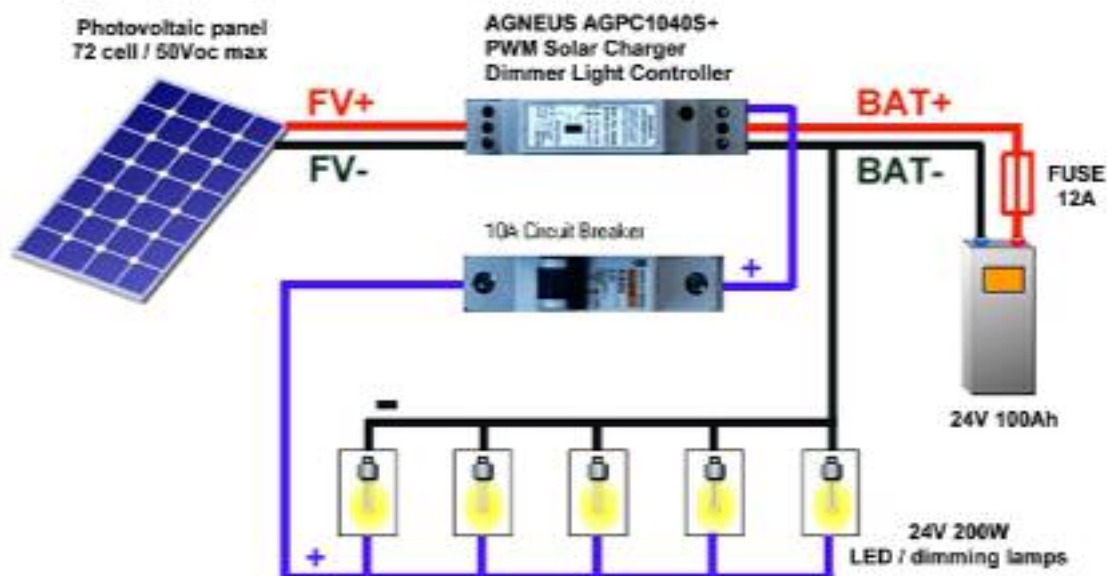 Photovoltaic panel
72 cell / 50Voc max
AGNEUS AGPC1040S+
PWM Solar Charger
Dimmer Light Controller
FV+
FV-
BAT+
BAT-
FUSE
12A
10A Circuit Breaker
+
-
24V 100Ah
+
24V 200W
LED / dimming lamps